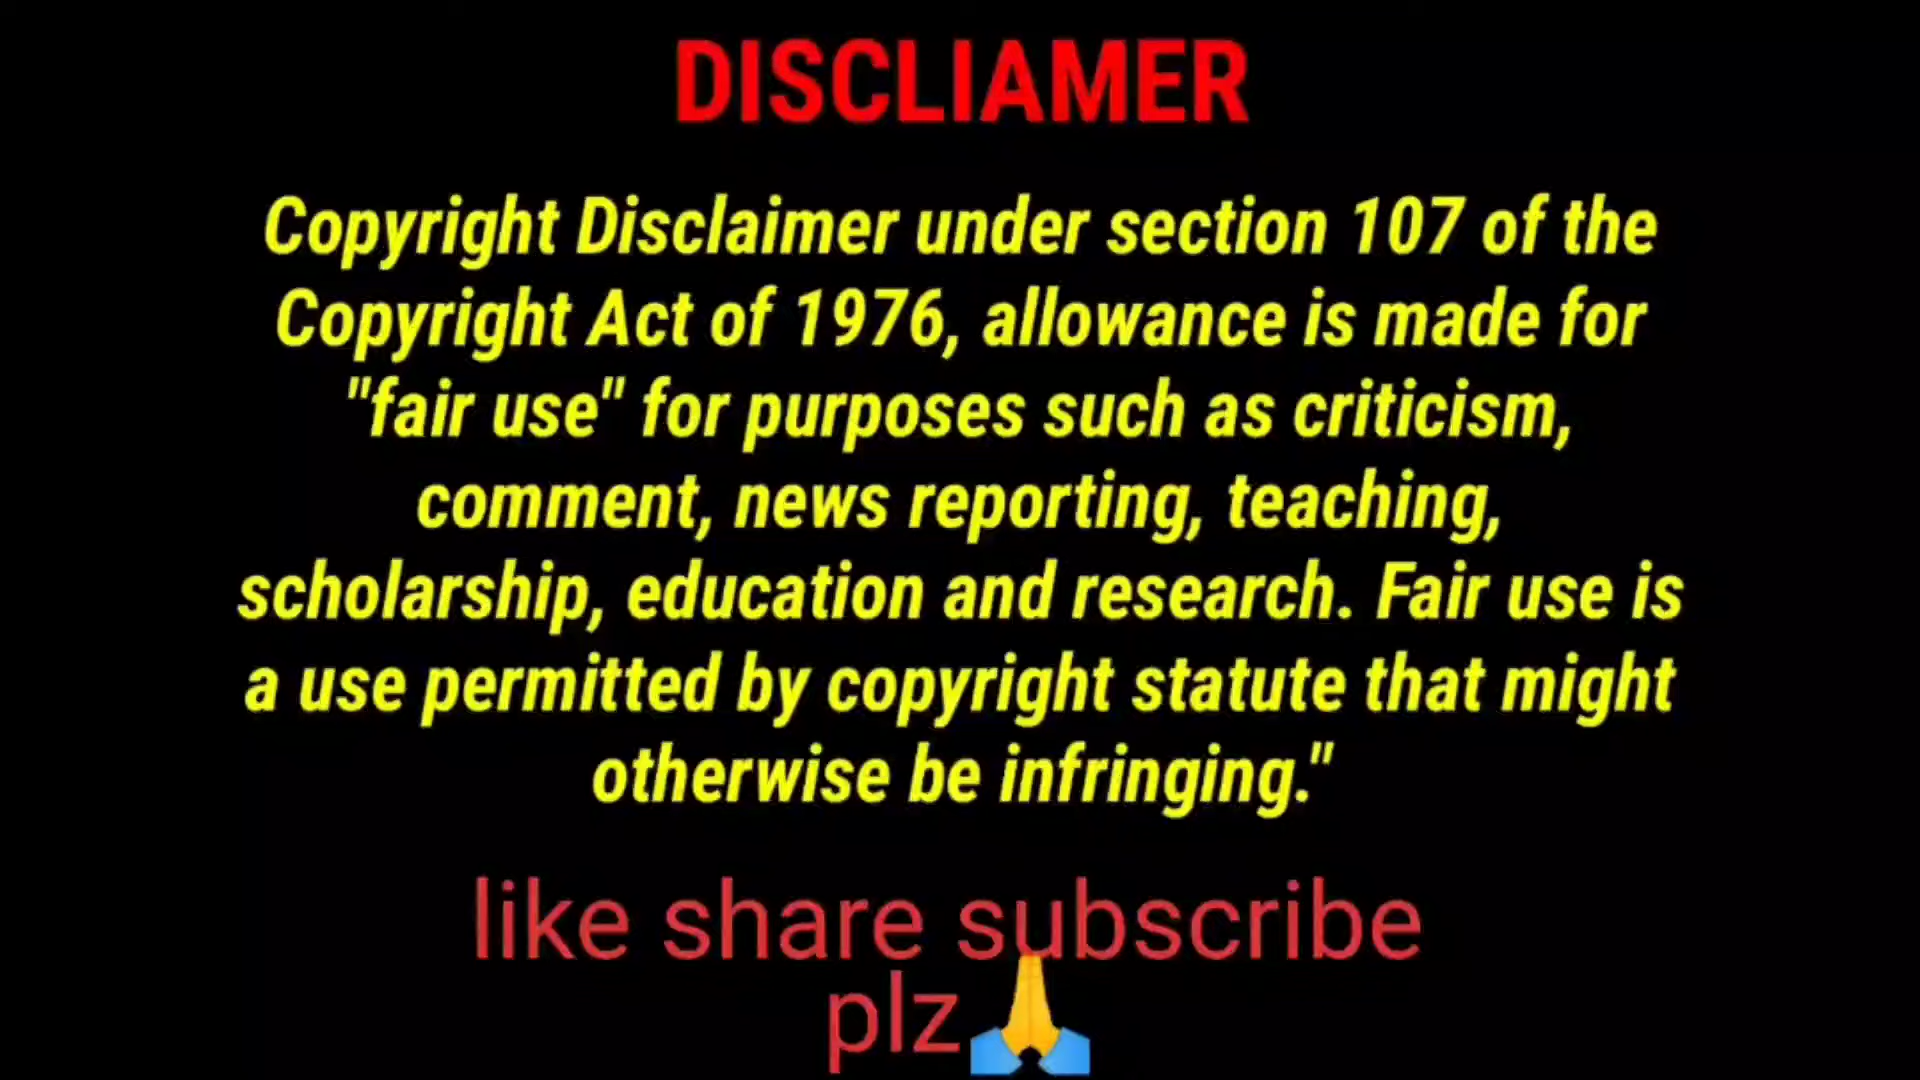 DISCLIAMER
Copyright Disclaimer under section 107 of the
Copyright Act of 1976, allowance is made for
"fair use" for purposes such as criticism,
comment, news reporting, teaching,
scholarship, education and research. Fair use is
a use permitted by copyright statute that might
otherwise be infringing."
like share subscribe
plz🙏